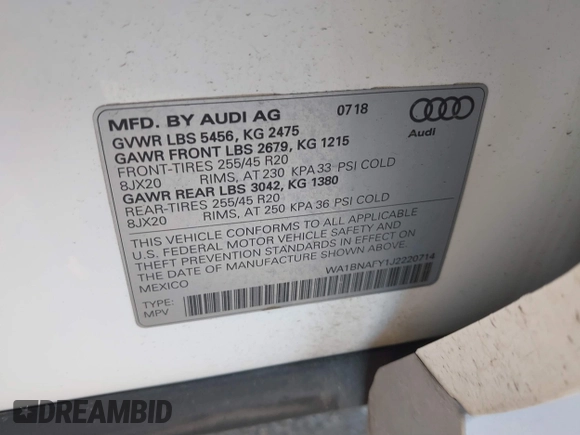 MFD. BY AUDI AG 0718
GVWR LBS 5456, KG 2475
GAWR FRONT LBS 2679, KG 1215
FRONT-TIRES 255/45 R20
8JX20 RIMS, AT 230 KPA 33 PSI COLD
GAWR REAR LBS 3042, KG 1380
REAR-TIRES 255/45 R20
8JX20 RIMS, AT 250 KPA 36 PSI COLD
Audi
THIS VEHICLE CONFORMS TO ALL APPLICABLE
U.S. FEDERAL MOTOR VEHICLE SAFETY AND
THEFT PREVENTION STANDARDS IN EFFECT ON
THE DATE OF MANUFACTURE SHOWN ABOVE.
MEXICO
WA1BNAFY1J2220714
TYPE:
MPV
DREAMBID